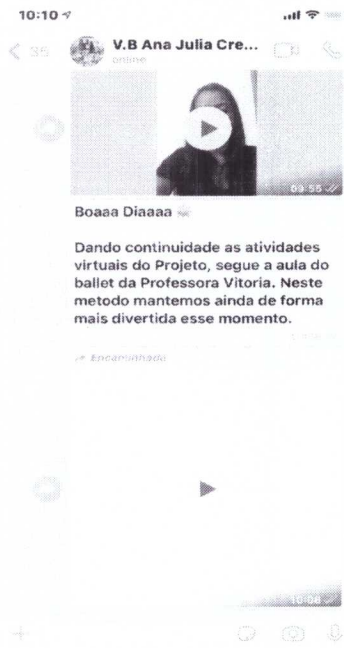 10:10
35
V.B Ana Julia Cre...
online
09:55
Boaaa Diaaaa
Dando continuidade as atividades
virtuais do Projeto, segue a aula do
ballet da Professora Vitoria. Neste
metodo mantemos ainda de forma
mais divertida esse momento.
Encaminhada
10:08